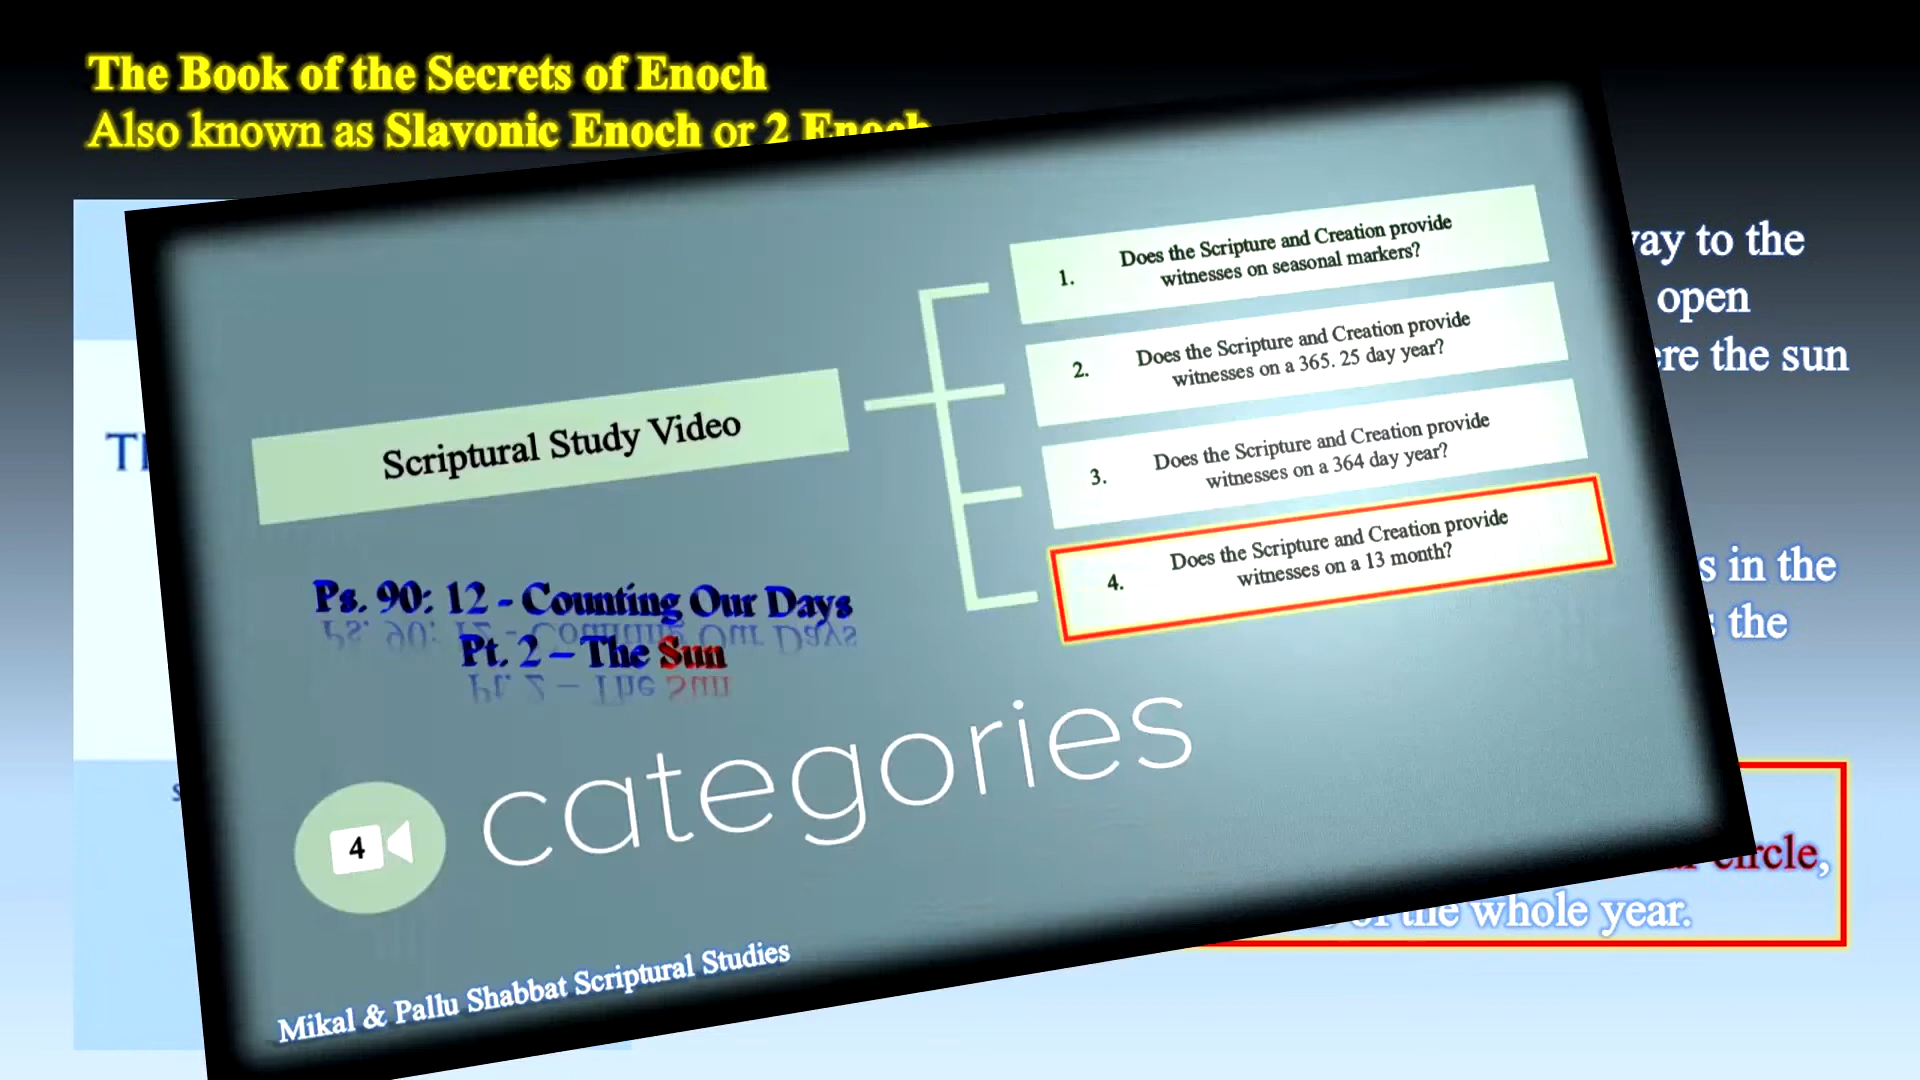 The Book of the Secrets of Enoch
Also known as Slavonic Enoch or 2 Enoch
way to the
open
the sun
s in the
the
circle,
of the whole year.
1. Does the Scripture and Creation provide
witnesses on seasonal markers?
2. Does the Scripture and Creation provide
witnesses on a 365. 25 day year?
3. Does the Scripture and Creation provide
witnesses on a 364 day year?
4. Does the Scripture and Creation provide
witnesses on a 13 month?
Scriptural Study Video
Ps. 90: 12 - Counting Our Days
Pt. 2 – The Sun
4 categories
Mikal & Pallu Shabbat Scriptural Studies